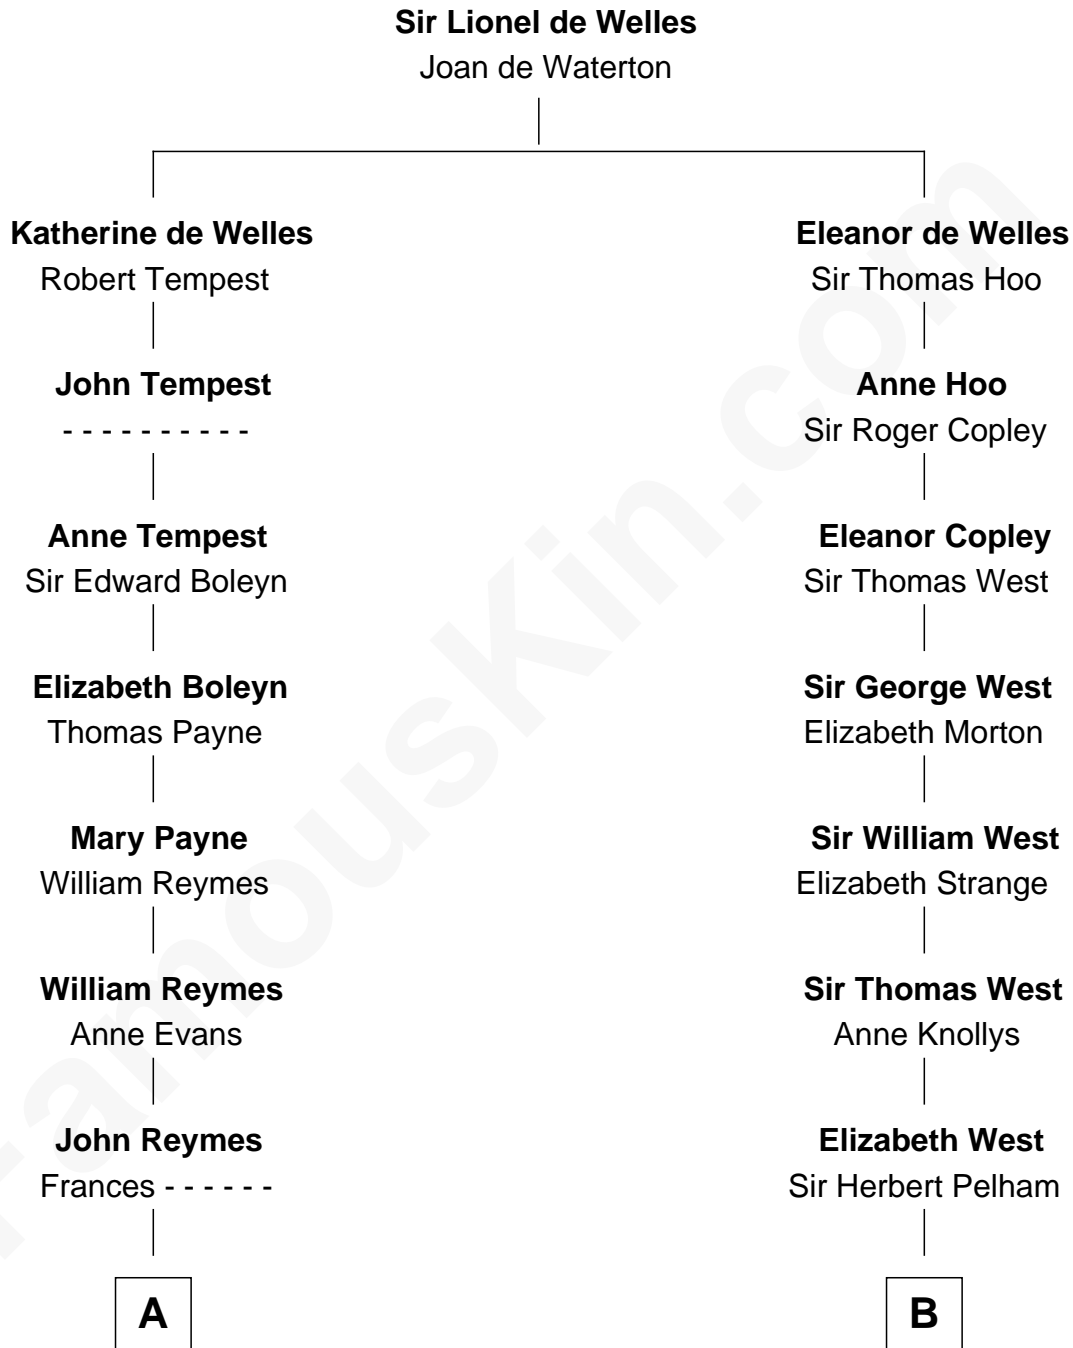 Sir Lionel de Welles
Joan de Waterton
Katherine de Welles
Robert Tempest
Eleanor de Welles
Sir Thomas Hoo
John Tempest
- - - - - - - - - -
Anne Hoo
Sir Roger Copley
Anne Tempest
Sir Edward Boleyn
Eleanor Copley
Sir Thomas West
Elizabeth Boleyn
Thomas Payne
Sir George West
Elizabeth Morton
Mary Payne
William Reymes
Sir William West
Elizabeth Strange
William Reymes
Anne Evans
Sir Thomas West
Anne Knollys
John Reymes
Frances - - - - - -
Elizabeth West
Sir Herbert Pelham
A
B
FamousKin.com